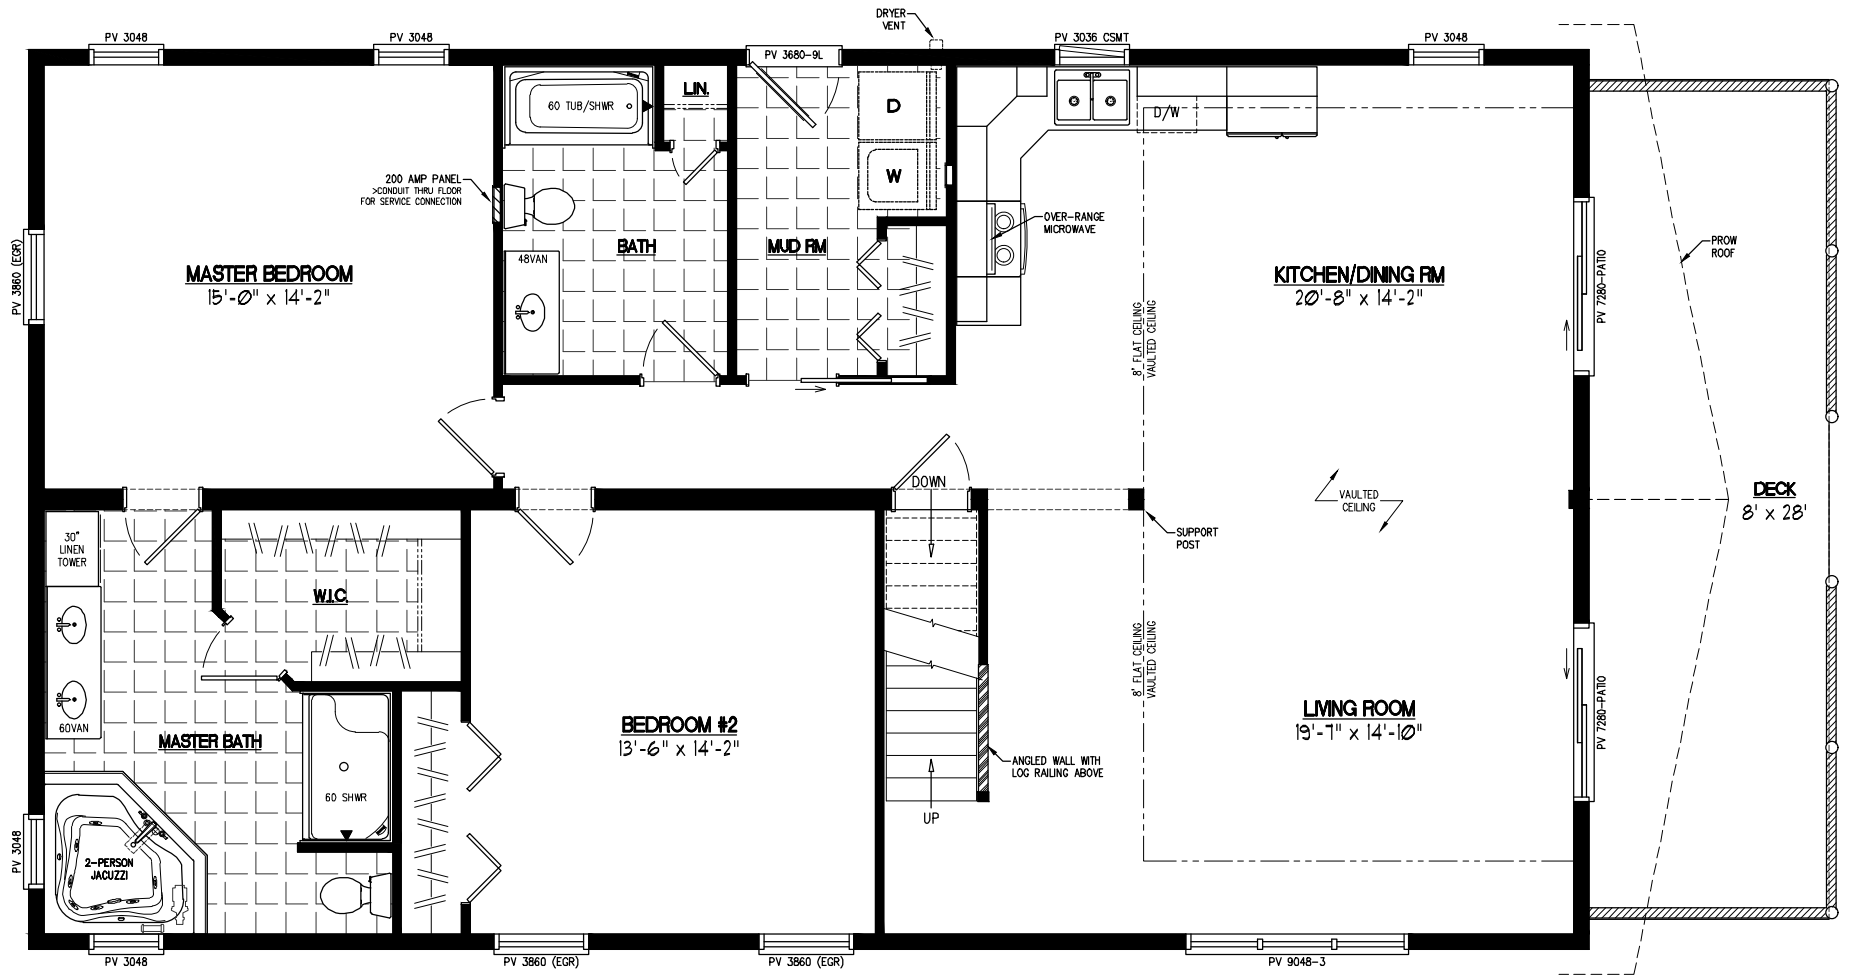 DRYER
VENT
PV 3048
PV 3048
PV 3680-9L
PV 3036 CSMT
PV 3048
60 TUB/SHWR
LIN.
D
D/W
W
200 AMP PANEL
>CONDUIT THRU FLOOR
FOR SERVICE CONNECTION
OVER-RANGE
MICROWAVE
PROW
ROOF
PV 3860 (EGR)
MASTER BEDROOM
15'-0" x 14'-2"
48VAN
BATH
MUD RM
KITCHEN/DINING RM
20'-8" x 14'-2"
PV 7280-PATIO
8' FLAT CEILING
VAULTED CEILING
DOWN
VAULTED
CEILING
DECK
8' x 28'
SUPPORT
POST
30"
LINEN
TOWER
W.I.C.
8' FLAT CEILING
VAULTED CEILING
60VAN
MASTER BATH
BEDROOM #2
13'-6" x 14'-2"
LIVING ROOM
19'-7" x 14'-10"
PV 7280-PATIO
ANGLED WALL WITH
LOG RAILING ABOVE
60 SHWR
UP
PV 3048
2-PERSON
JACUZZI
PV 3048
PV 3860 (EGR)
PV 3860 (EGR)
PV 9048-3